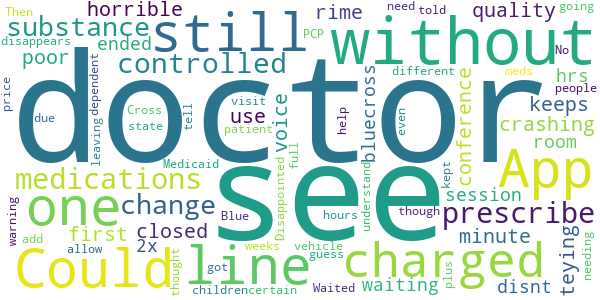 horrible
rime
need
told
quality
going
Then
substance
still
without
disappears
ended
PCP
No
people
poor
controlled
different
meds
price
due
dependent
doctor
bluecross
hrs
leaving
Cross
visit
use
voice
help
even
conference
keeps
crashing
state
tell
patient
room
medications
one
change
Medicaid
full
understand
see
App
session
Disappointed
kept
though
prescribe
warning
Blue
hours
first
2x
closed
minute
teying
needing
add
allow
weeks
vehicle
Could
line
charged
thought
got
guess
plus
waiting
disnt
children
certain
Waited